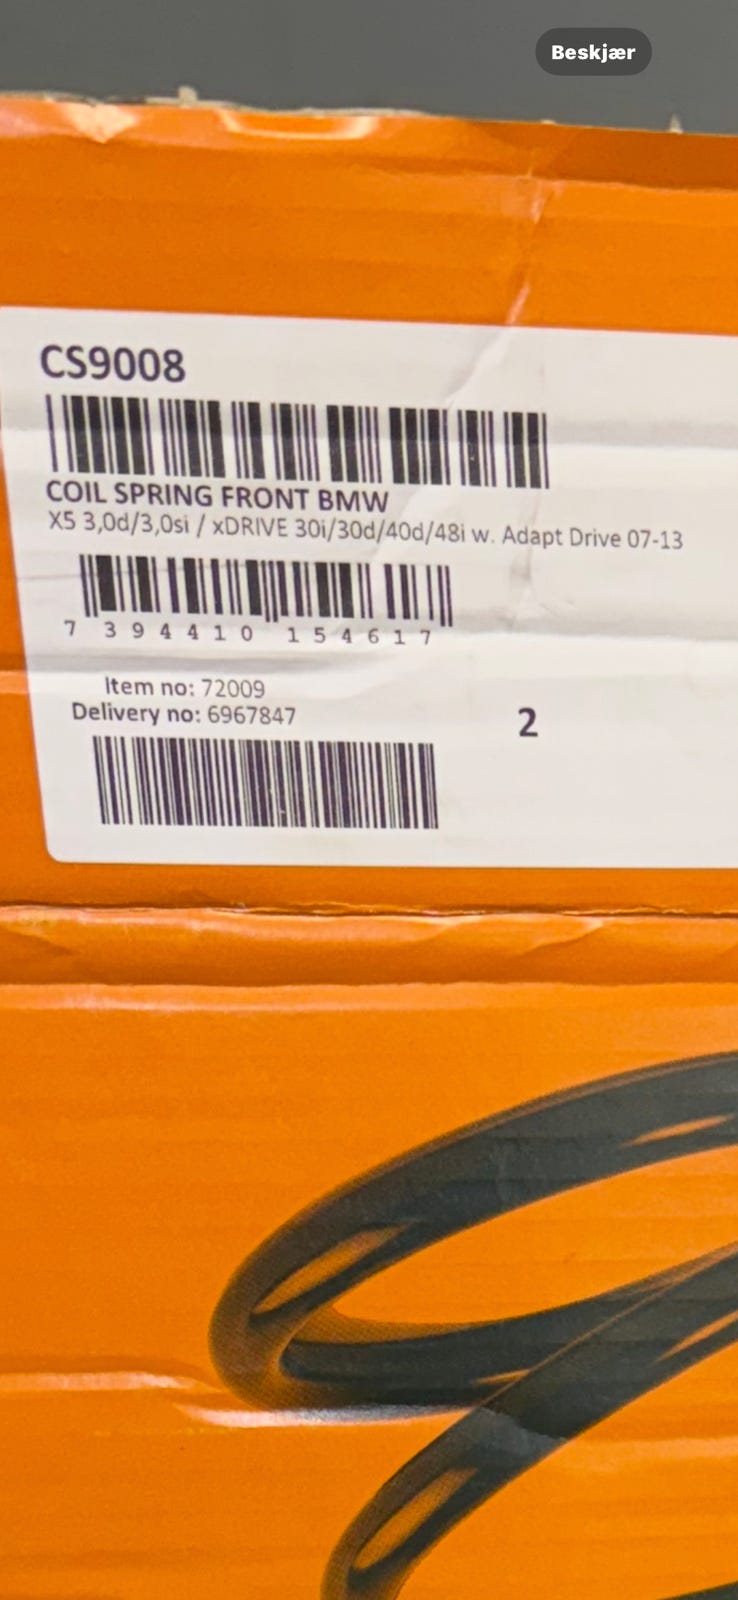 Beskjær
CS9008
COIL SPRING FRONT BMW
X5 3,0d/3,0si / xDRIVE 30i/30d/40d/48i w. Adapt Drive 07-13
7 394410 154617
Item no: 72009
Delivery no: 6967847
2